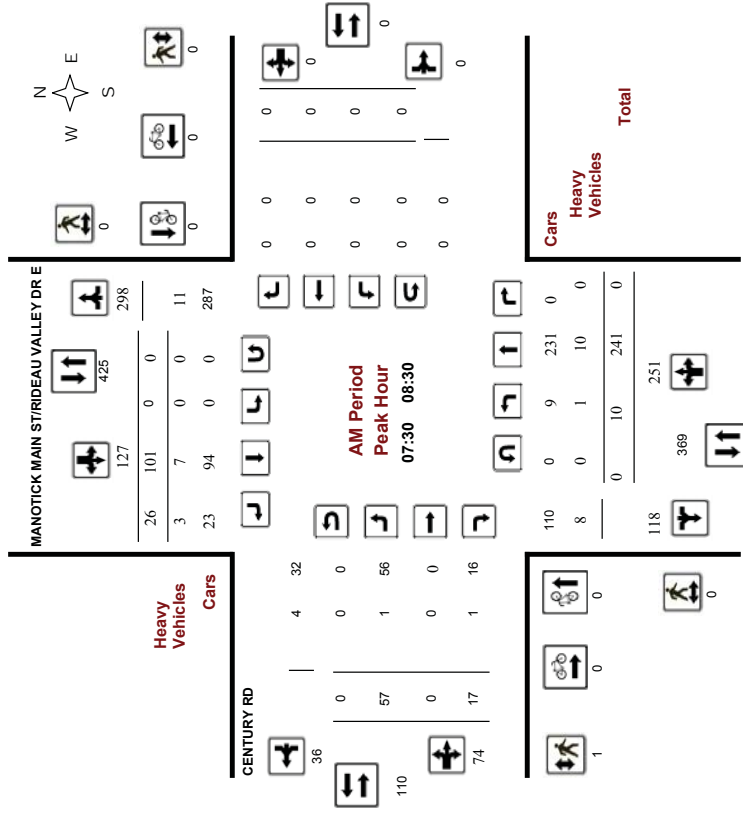 MANOTICK MAIN ST/RIDEAU VALLEY DR E
N
W E
S
0
0
0 0
425
127 298
26 101 0 0
3 7 0 0 11
23 94 0 0 287
Heavy
Vehicles
Cars
0
0
0
0 0 0
0 0 0
0 0 0
0 0 0
0 0
CENTURY RD
36 4 32
0 0 0
57 1 56
110
0 0 0
74 17 1 16
AM Period
Peak Hour
07:30 08:30
110 0 9 231 0 Cars
8 0 1 10 0 Heavy
Vehicles
0 10 241 0 Total
118 251
369
0 0
1 0